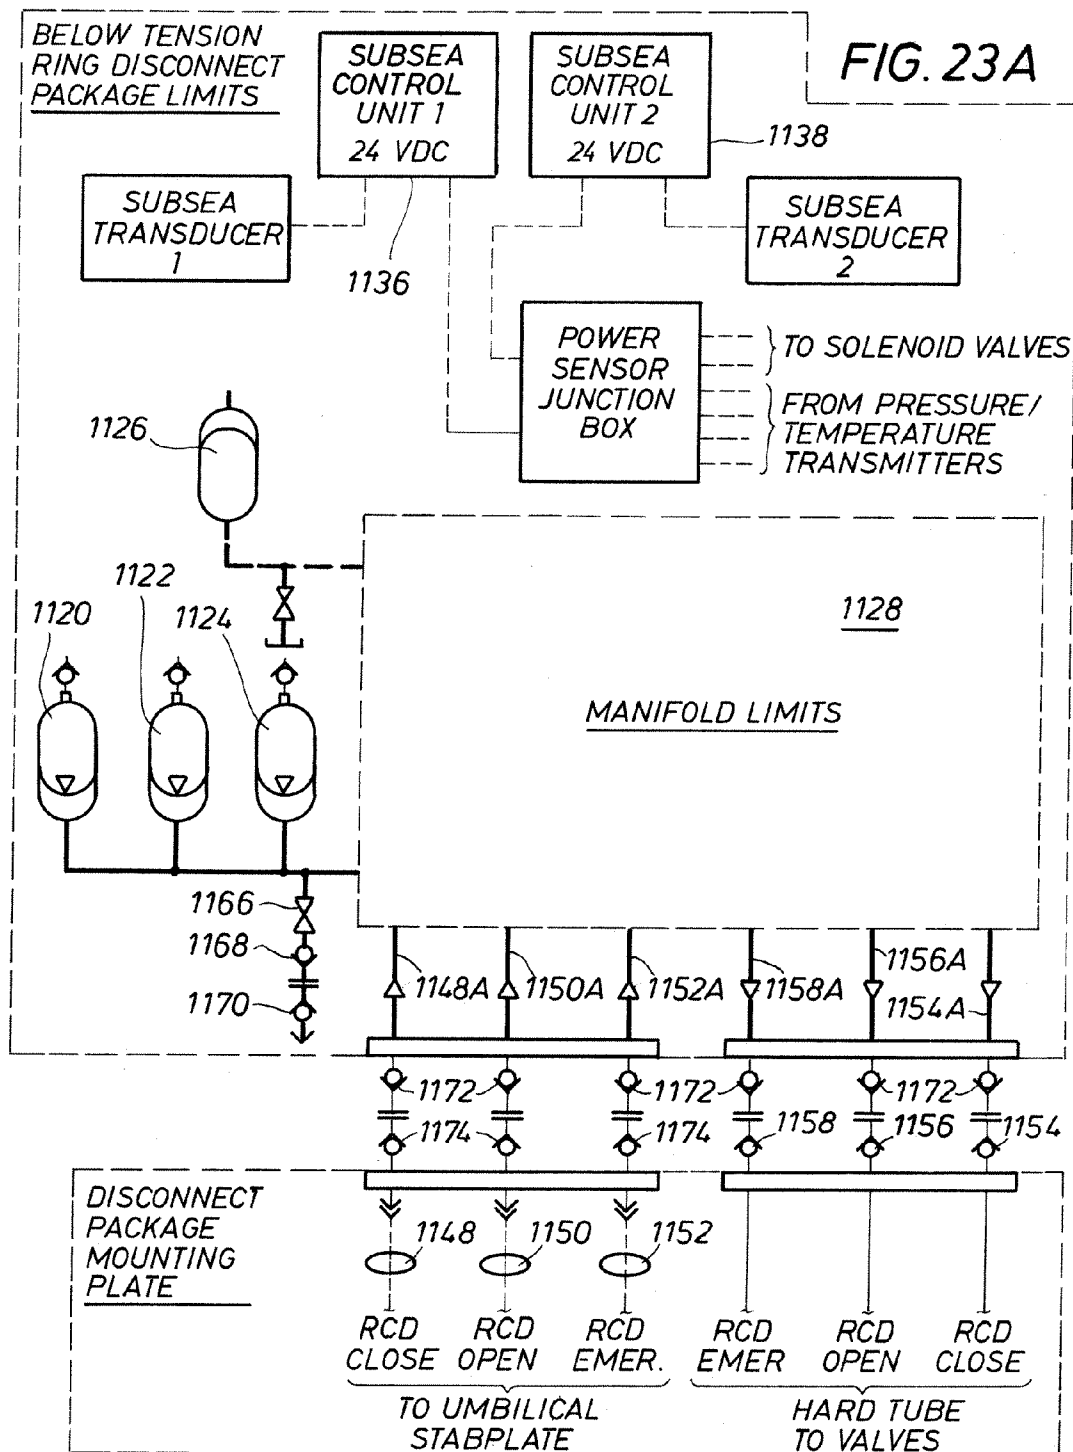 BELOW TENSION
RING DISCONNECT
PACKAGE LIMITS
SUBSEA
CONTROL
UNIT 1
24 VDC
SUBSEA
CONTROL
UNIT 2
24 VDC
FIG. 23A
1138
SUBSEA
TRANSDUCER
1
1136
SUBSEA
TRANSDUCER
2
POWER
SENSOR
JUNCTION
BOX
TO SOLENOID VALVES
FROM PRESSURE/
TEMPERATURE
TRANSMITTERS
1126
1122
1120
1124
1128
MANIFOLD LIMITS
1166
1168
1170
1148A
1150A
1152A
1158A
1156A
1154A
1172
1172
1172
1174
1174
1158
1156
1154
DISCONNECT
PACKAGE
MOUNTING
PLATE
1148
1150
1152
RCD
CLOSE
RCD
OPEN
RCD
EMER.
RCD
EMER
RCD
OPEN
RCD
CLOSE
TO UMBILICAL
STABPLATE
HARD TUBE
TO VALVES